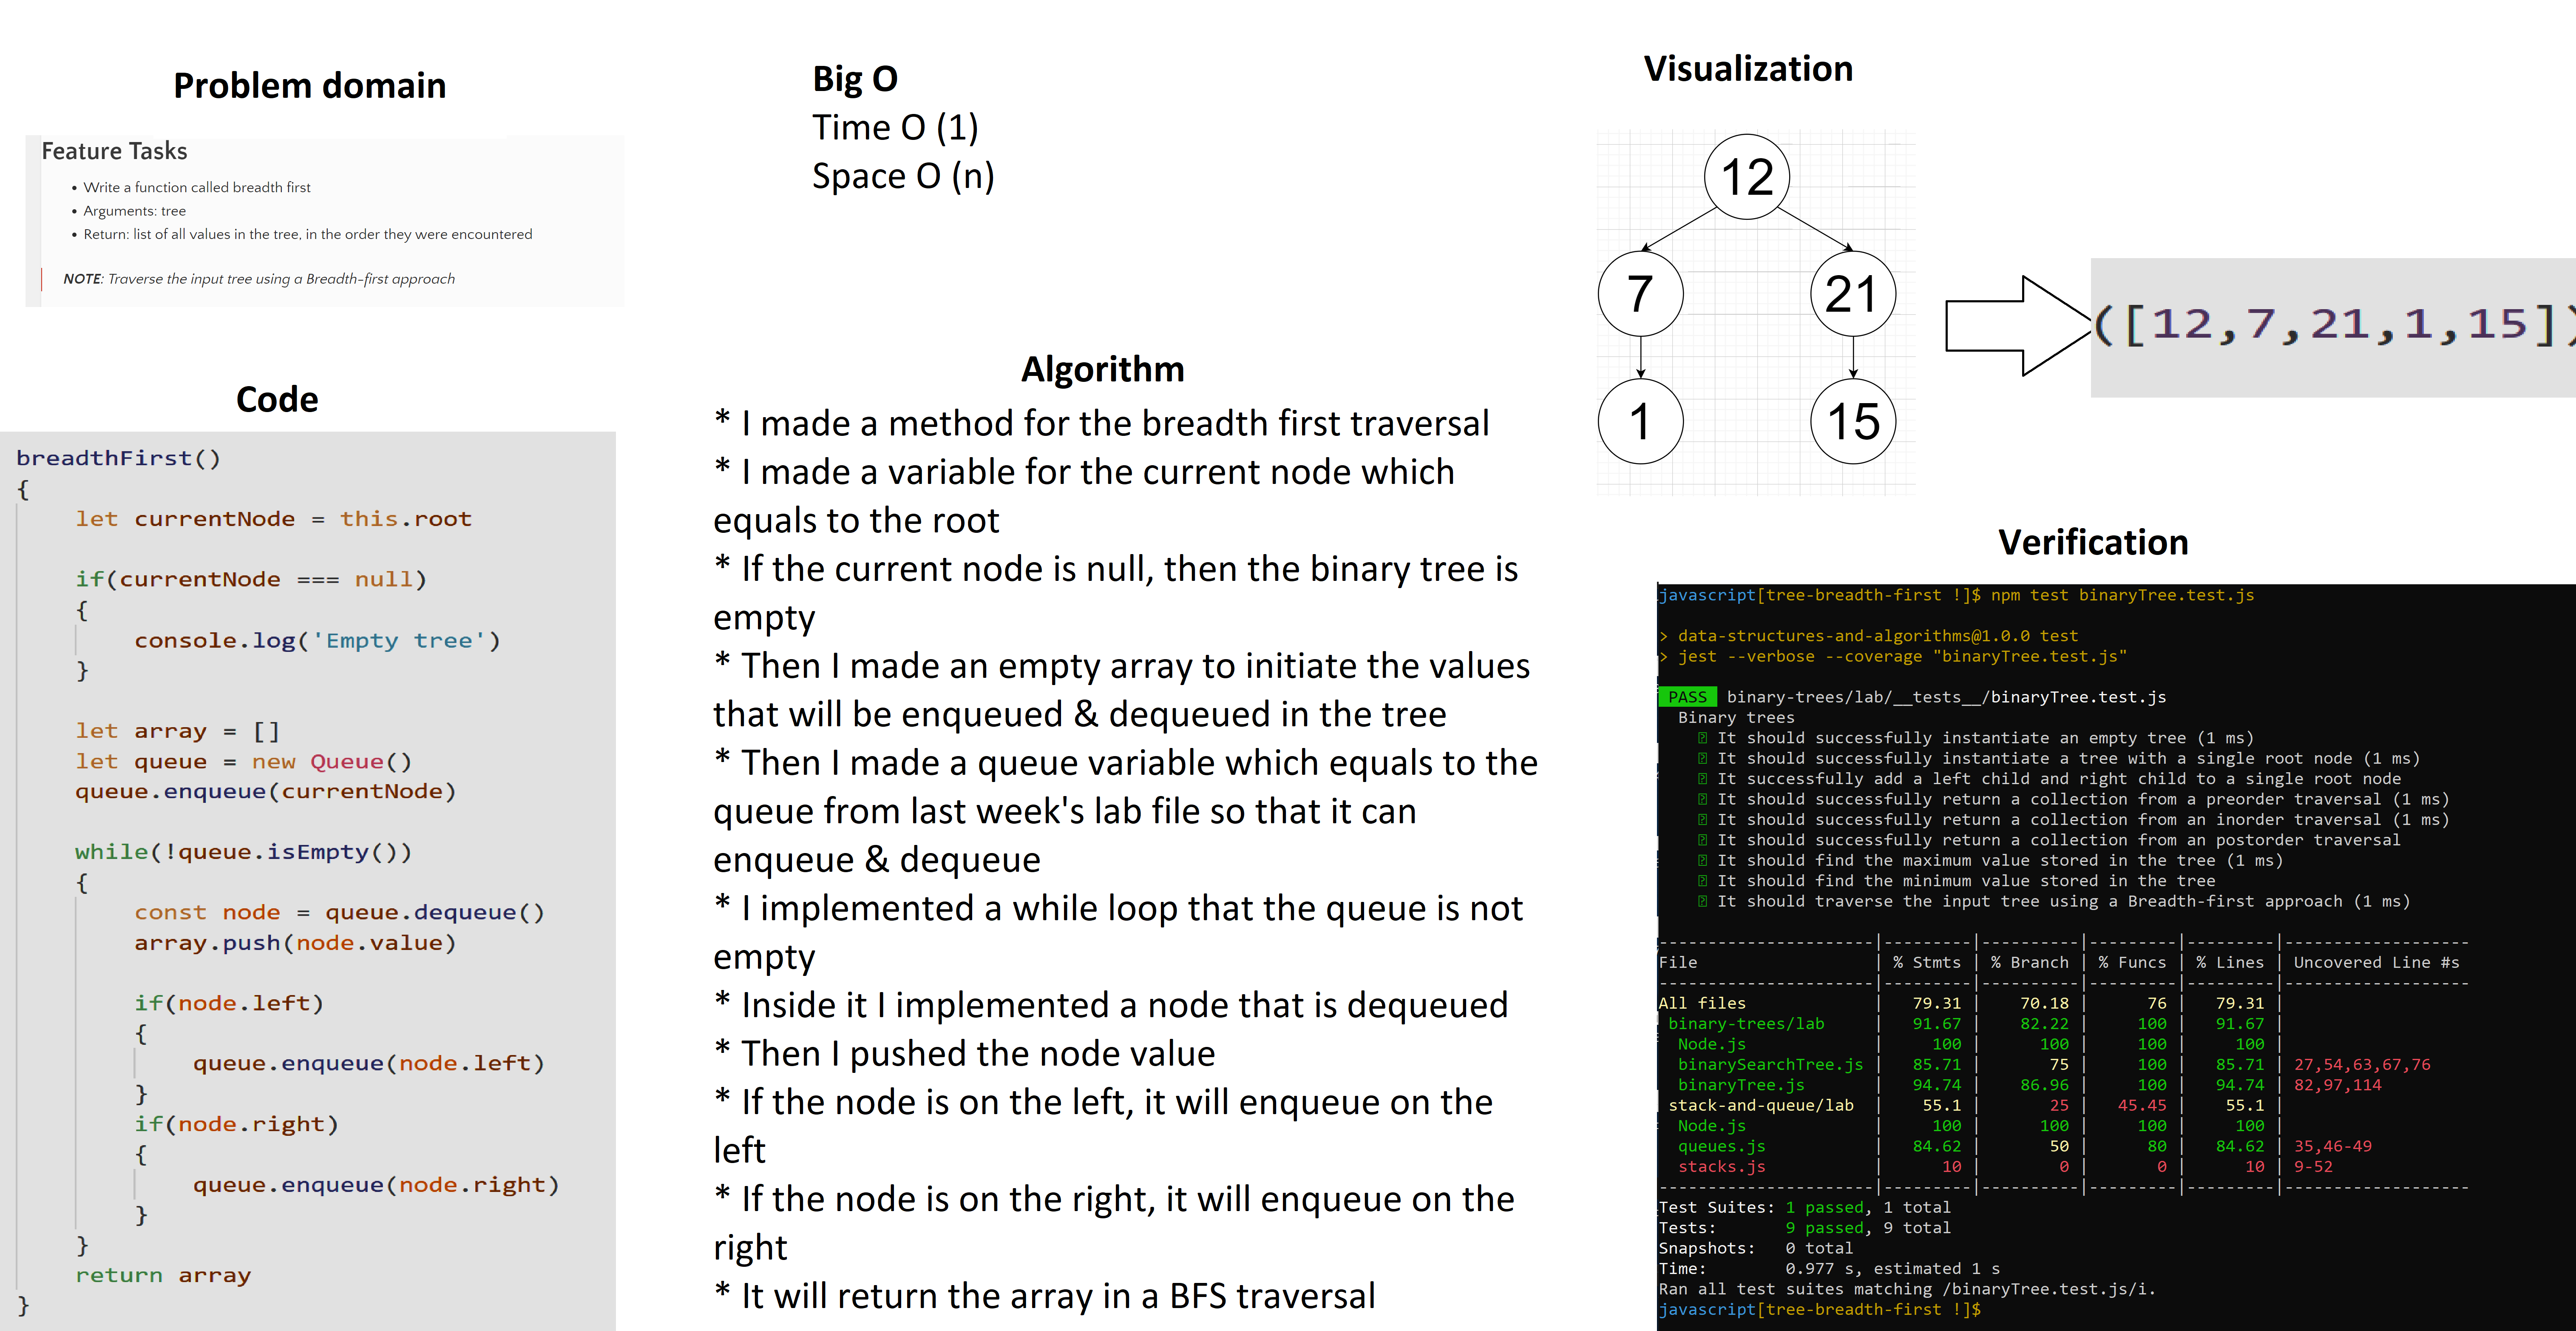 Problem domain
Feature Tasks
• Write a function called breadth first
• Arguments: tree
• Return: list of all values in the tree, in the order they were encountered
NOTE: Traverse the input tree using a Breadth-first approach
Code
breadthFirst()
{
let currentNode = this.root
if(currentNode === null)
{
console.log('Empty tree')
}
let array = []
let queue = new Queue()
queue.enqueue(currentNode)
while(!queue.isEmpty())
{
const node = queue.dequeue()
array.push(node.value)
if(node.left)
{
queue.enqueue(node.left)
}
if(node.right)
{
queue.enqueue(node.right)
}
}
return array
}
Big O
Time O (1)
Space O (n)
Algorithm
* I made a method for the breadth first traversal
* I made a variable for the current node which
equals to the root
* If the current node is null, then the binary tree is
empty
* Then I made an empty array to initiate the values
that will be enqueued & dequeued in the tree
* Then I made a queue variable which equals to the
queue from last week's lab file so that it can
enqueue & dequeue
* I implemented a while loop that the queue is not
empty
* Inside it I implemented a node that is dequeued
* Then I pushed the node value
* If the node is on the left, it will enqueue on the
left
* If the node is on the right, it will enqueue on the
right
* It will return the array in a BFS traversal
Visualization
12
7 21
1 15
([12,7,21,1,15])
Verification
javascript[tree-breadth-first !]$ npm test binaryTree.test.js
> data-structures-and-algorithms@1.0.0 test
> jest --verbose --coverage "binaryTree.test.js"
PASS binary-trees/lab/__tests__/binaryTree.test.js
Binary trees
It should successfully instantiate an empty tree (1 ms)
It should successfully instantiate a tree with a single root node (1 ms)
It successfully add a left child and right child to a single root node
It should successfully return a collection from a preorder traversal (1 ms)
It should successfully return a collection from an inorder traversal (1 ms)
It should successfully return a collection from an postorder traversal
It should find the maximum value stored in the tree (1 ms)
It should find the minimum value stored in the tree
It should traverse the input tree using a Breadth-first approach (1 ms)
File | % Stmts | % Branch | % Funcs | % Lines | Uncovered Line #s
All files | 79.31 | 70.18 | 76 | 79.31 |
binary-trees/lab | 91.67 | 82.22 | 100 | 91.67 |
Node.js | 100 | 100 | 100 | 100 |
binarySearchTree.js | 85.71 | 75 | 100 | 85.71 | 27,54,63,67,76
binaryTree.js | 94.74 | 86.96 | 100 | 94.74 | 82,97,114
stack-and-queue/lab | 55.1 | 25 | 45.45 | 55.1 |
Node.js | 100 | 100 | 100 | 100 |
queues.js | 84.62 | 50 | 80 | 84.62 | 35,46-49
stacks.js | 10 | 0 | 0 | 10 | 9-52
Test Suites: 1 passed, 1 total
Tests: 9 passed, 9 total
Snapshots: 0 total
Time: 0.977 s, estimated 1 s
Ran all test suites matching /binaryTree.test.js/i.
javascript[tree-breadth-first !]$